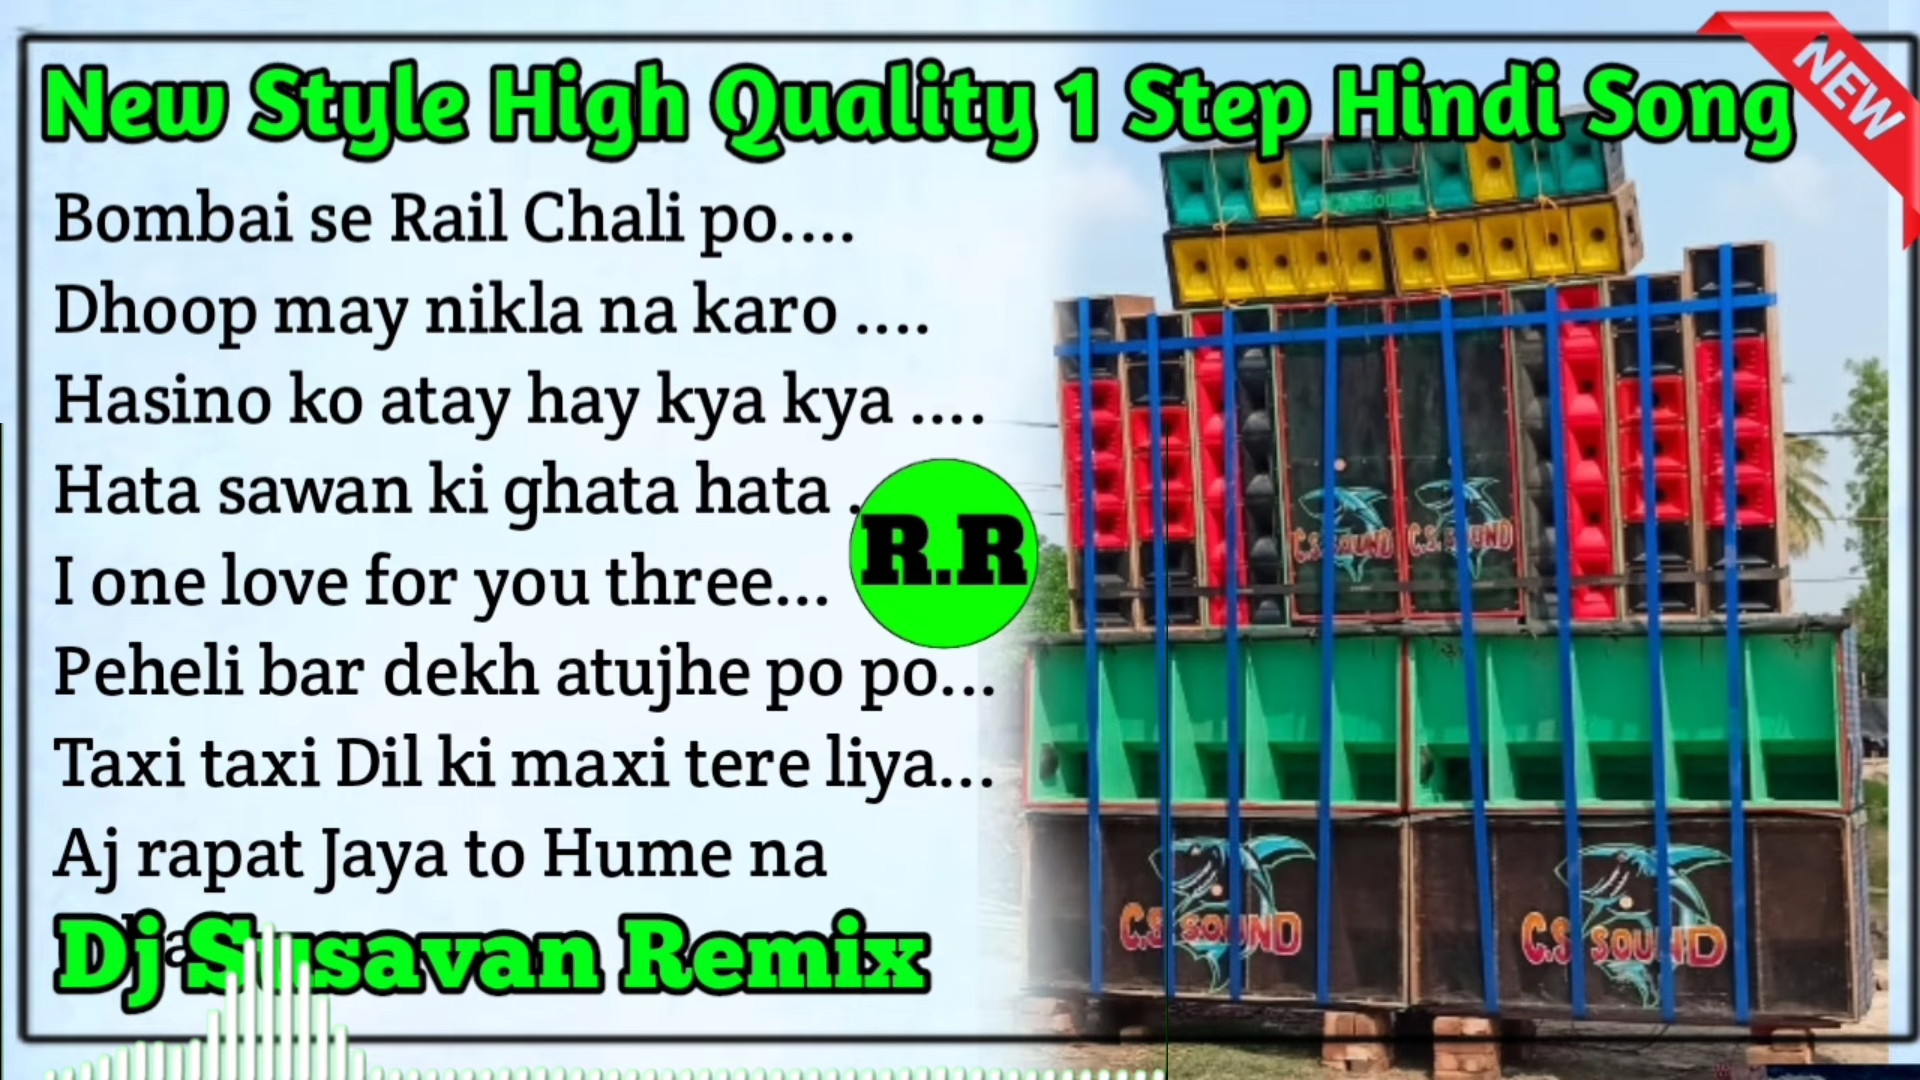 New Style High Quality 1 Step Hindi Song
NEW
Bombai se Rail Chali po....
Dhoop may nikla na karo ....
Hasino ko atay hay kya kya ....
Hata sawan ki ghata hata .
R.R
I one love for you three...
Peheli bar dekh atujhe po po...
Taxi taxi Dil ki maxi tere liya...
Aj rapat Jaya to Hume na
Dj Susavan Remix
C.S. SOUND
C.S. SOUND
C.S SOUND
C.S SOUND